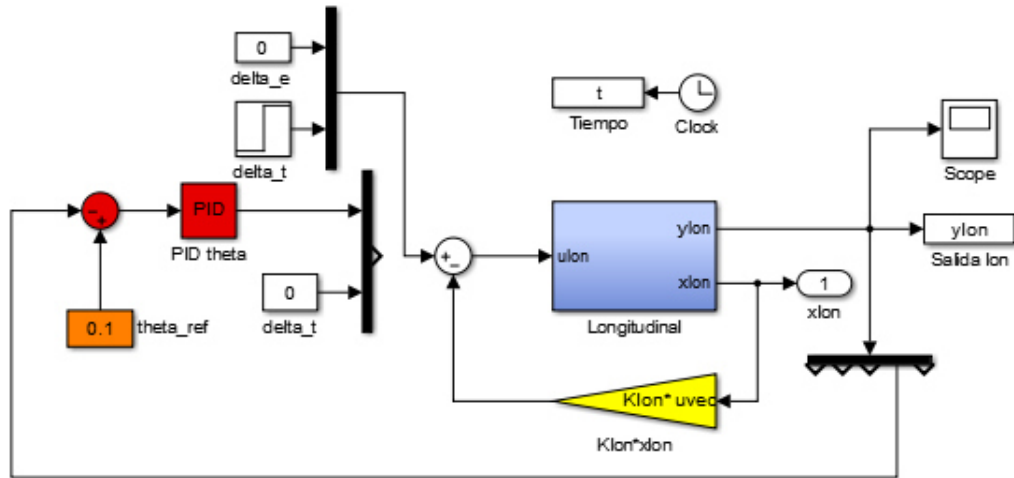 0
delta_e
delta_t
t
Tiempo
Clock
Scope
PID
PID theta
ylon
ulon
xlon
Longitudinal
ylon
Salida lon
1
xlon
0
delta_t
0.1
theta_ref
Klon* uvec
Klon*xlon